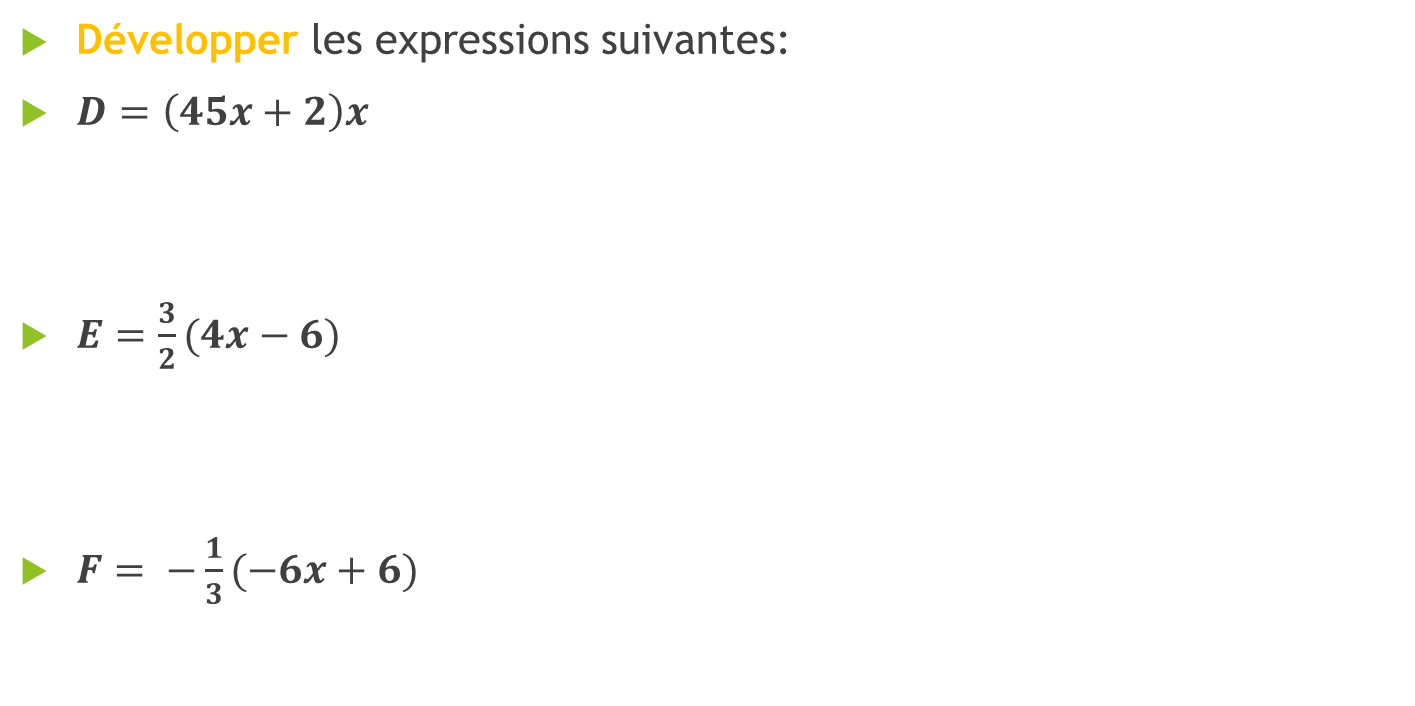 Développer les expressions suivantes:
D = (45x + 2)x
E = 3/2 (4x − 6)
F = − 1/3 (−6x + 6)